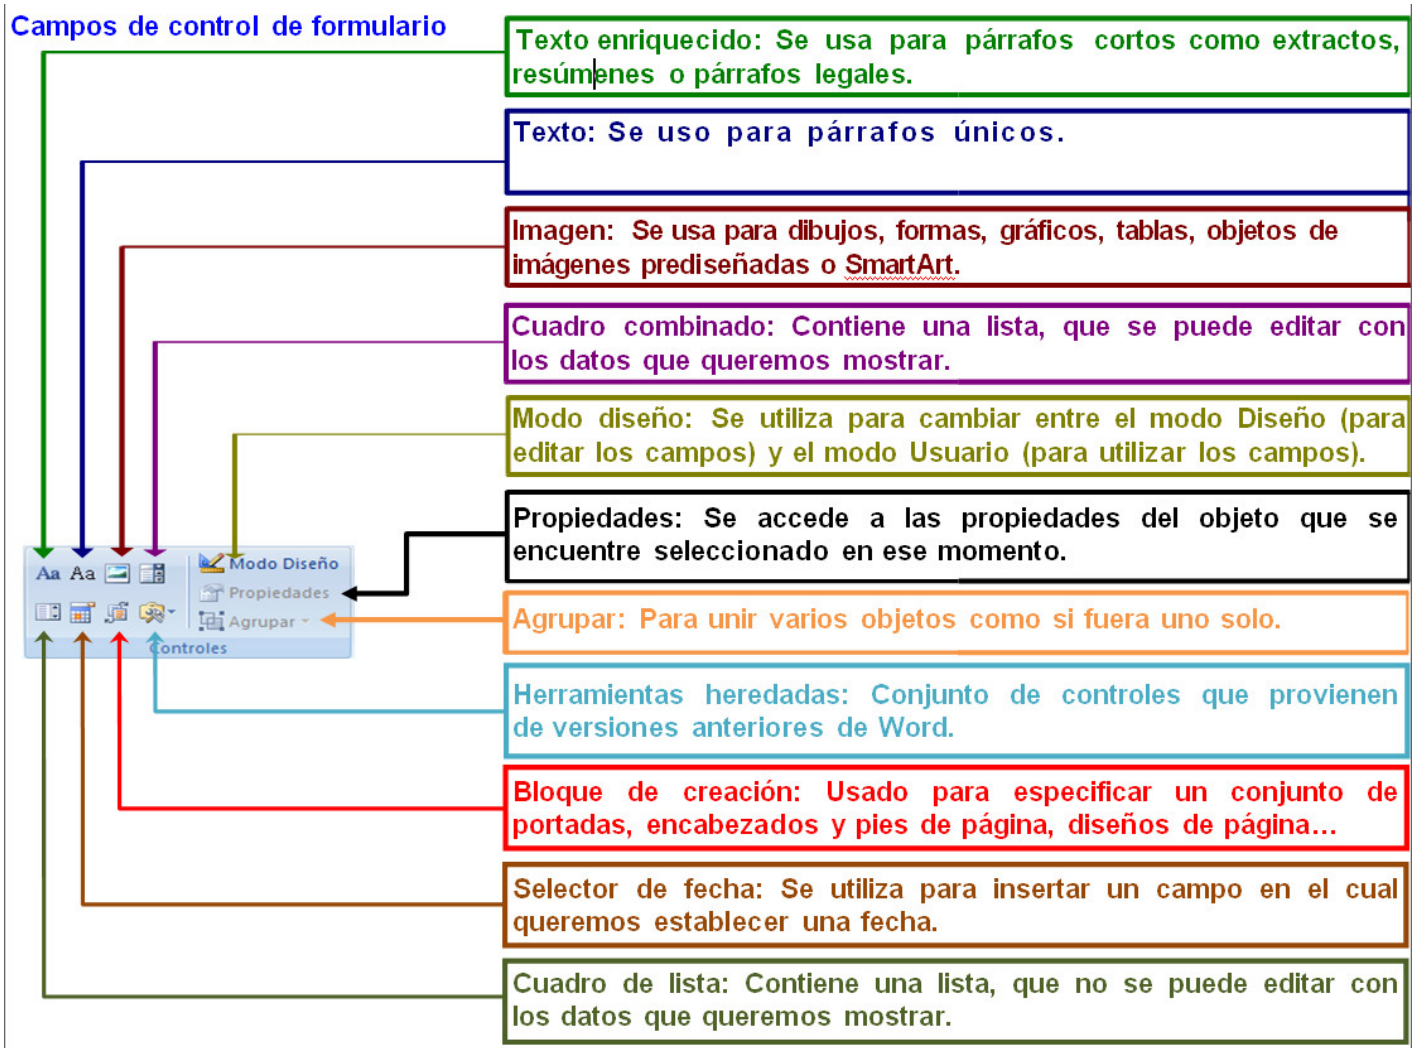 Campos de control de formulario
Texto enriquecido: Se usa para párrafos cortos como extractos,
resúmenes o párrafos legales.
Texto: Se uso para párrafos únicos.
Imagen: Se usa para dibujos, formas, gráficos, tablas, objetos de
imágenes prediseñadas o SmartArt.
Cuadro combinado: Contiene una lista, que se puede editar con
los datos que queremos mostrar.
Modo diseño: Se utiliza para cambiar entre el modo Diseño (para
editar los campos) y el modo Usuario (para utilizar los campos).
Propiedades: Se accede a las propiedades del objeto que se
encuentre seleccionado en ese momento.
Aa Aa Modo Diseño
Propiedades
Agrupar
Controles
Agrupar: Para unir varios objetos como si fuera uno solo.
Herramientas heredadas: Conjunto de controles que provienen
de versiones anteriores de Word.
Bloque de creación: Usado para especificar un conjunto de
portadas, encabezados y pies de página, diseños de página...
Selector de fecha: Se utiliza para insertar un campo en el cual
queremos establecer una fecha.
Cuadro de lista: Contiene una lista, que no se puede editar con
los datos que queremos mostrar.